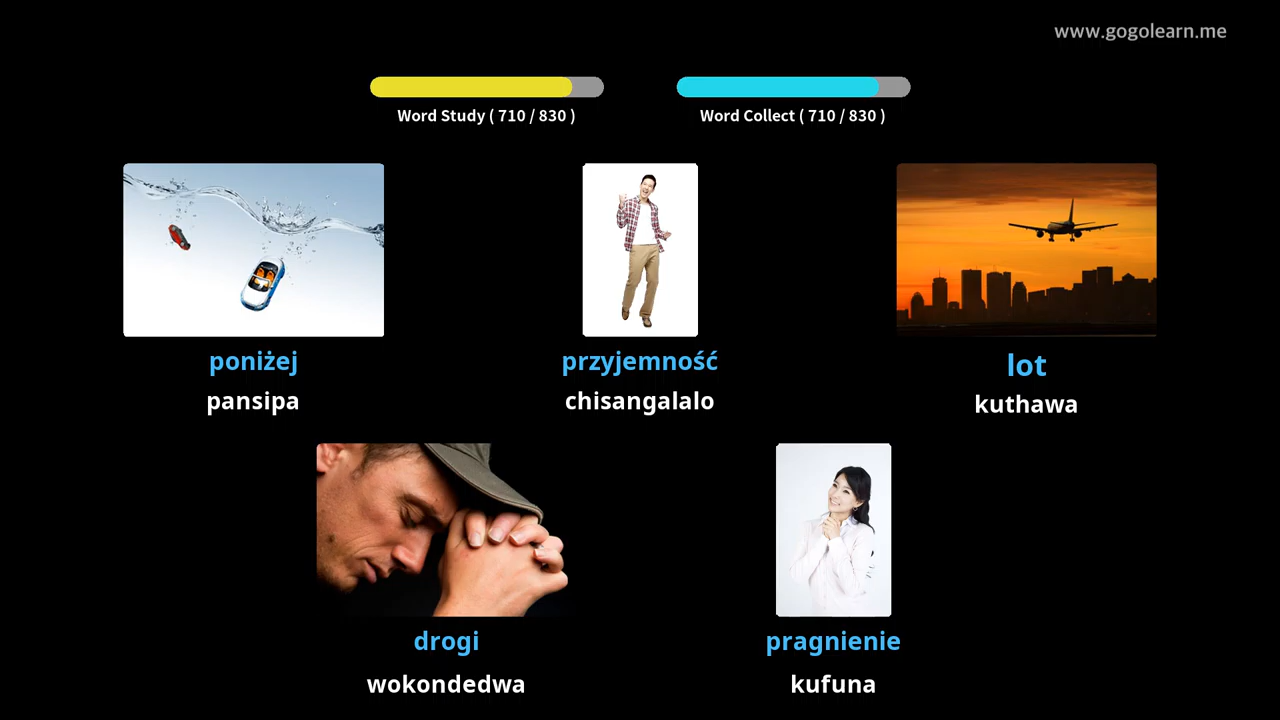 www.gogolearn.me
Word Study ( 710 / 830 )
Word Collect ( 710 / 830 )
poniżej
pansipa
przyjemność
chisangalalo
lot
kuthawa
drogi
wokondedwa
pragnienie
kufuna